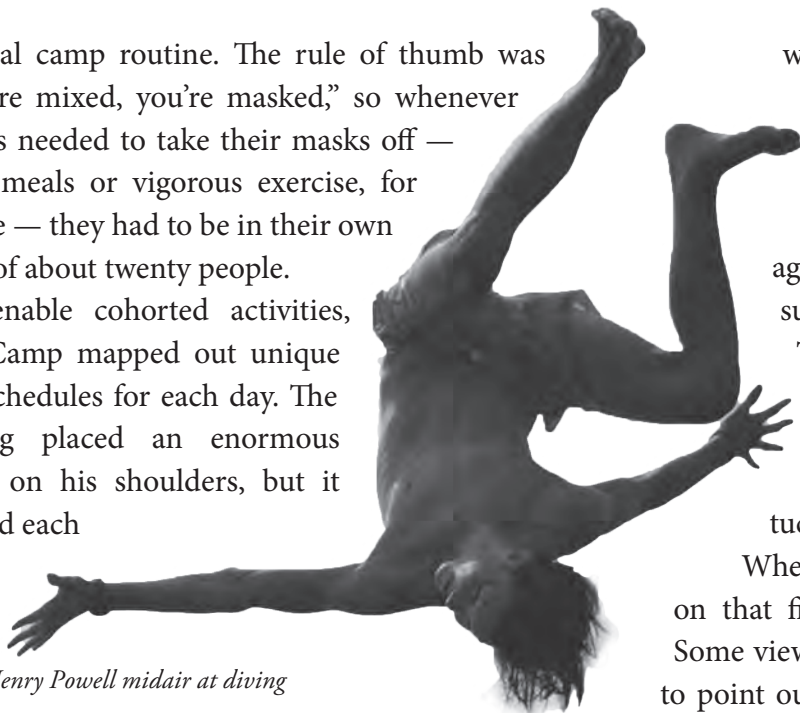 al camp routine. The rule of thumb was
re mixed, you’re masked,” so whenever
s needed to take their masks off —
meals or vigorous exercise, for
e — they had to be in their own
of about twenty people.
enable cohorted activities,
Camp mapped out unique
chedules for each day. The
g placed an enormous
on his shoulders, but it
d each
Henry Powell midair at diving
w
ag
su
T
tuc
Whe
on that fi
Some view
to point ou